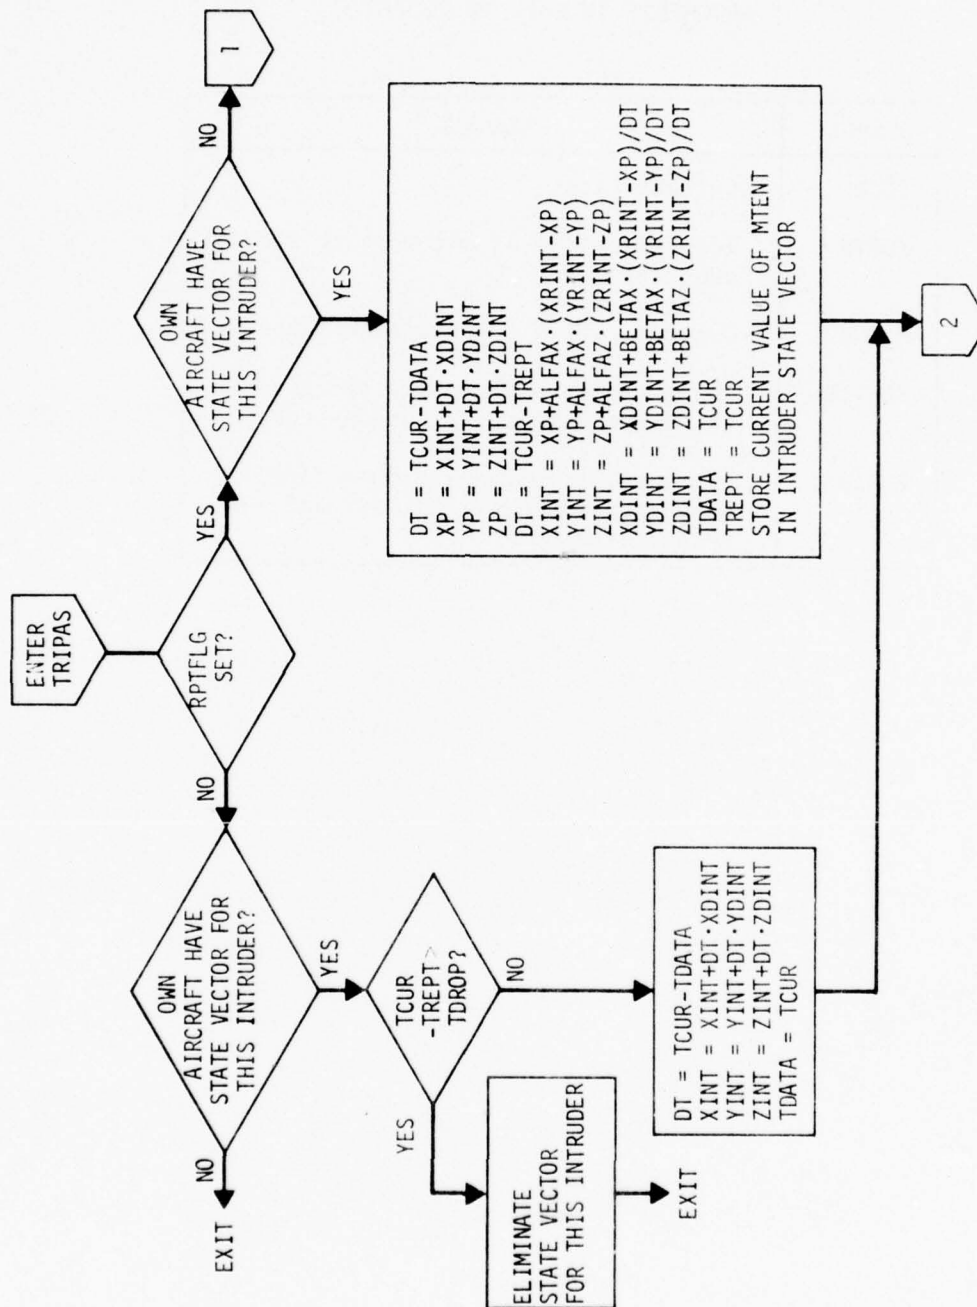 ENTER
TRIPAS
RPTFLG
SET?
NO
YES
OWN
AIRCRAFT HAVE
STATE VECTOR FOR
THIS INTRUDER?
NO
EXIT
YES
TCUR
-TREPT>
TDROP?
YES
ELIMINATE
STATE VECTOR
FOR THIS INTRUDER
EXIT
NO
DT = TCUR-TDATA
XINT = XINT+DT·XDINT
YINT = YINT+DT·YDINT
ZINT = ZINT+DT·ZDINT
TDATA = TCUR
OWN
AIRCRAFT HAVE
STATE VECTOR FOR
THIS INTRUDER?
NO
1
YES
DT = TCUR-TDATA
XP = XINT+DT·XDINT
YP = YINT+DT·YDINT
ZP = ZINT+DT·ZDINT
DT = TCUR-TREPT
XINT = XP+ALFAX·(XRINT-XP)
YINT = YP+ALFAX·(YRINT-YP)
ZINT = ZP+ALFAZ·(ZRINT-ZP)
XDINT = XDINT+BETAX·(XRINT-XP)/DT
YDINT = YDINT+BETAX·(YRINT-YP)/DT
ZDINT = ZDINT+BETAZ·(ZRINT-ZP)/DT
TDATA = TCUR
TREPT = TCUR
STORE CURRENT VALUE OF MTENT
IN INTRUDER STATE VECTOR
2